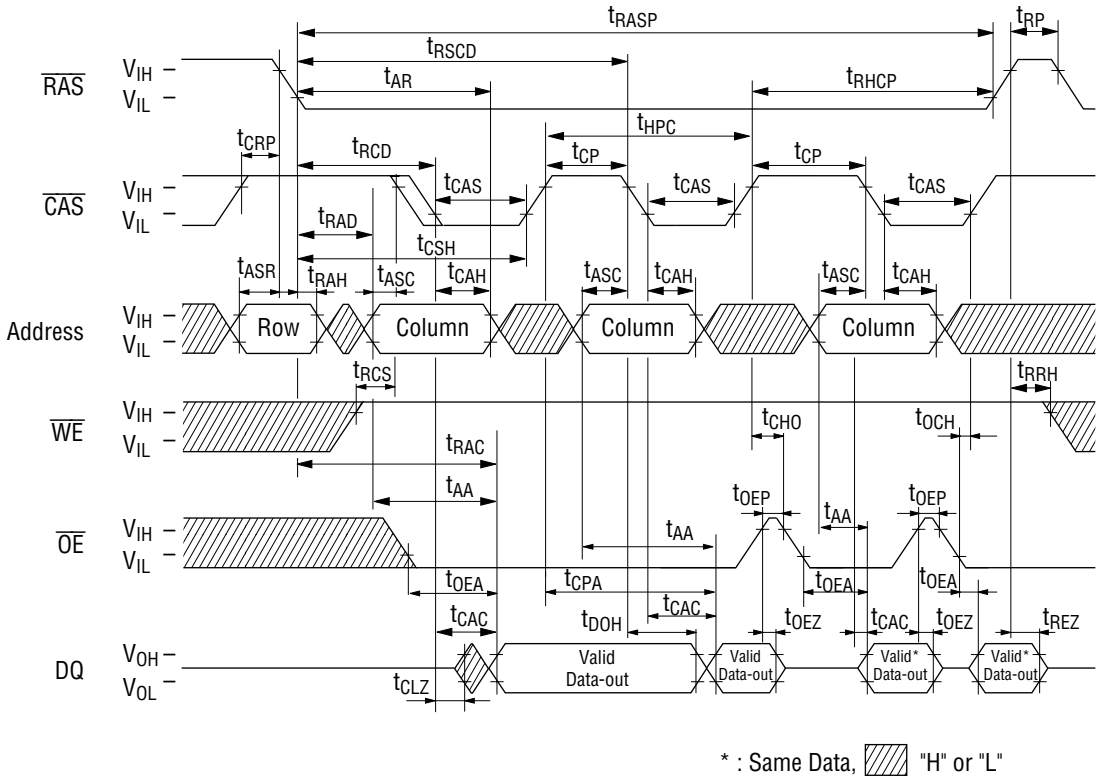 tRASP
tRP
tRSCD
tAR
tRHCP
RAS
VIH
VIL
tHPC
tCRP
tRCD
tCP
tCP
CAS
VIH
VIL
tCAS
tCAS
tCAS
tRAD
tCSH
tASR
tRAH
tASC
tCAH
tASC
tCAH
tASC
tCAH
Address
VIH
VIL
Row
Column
Column
Column
tRCS
tRRH
WE
VIH
VIL
tCHO
tOCH
tRAC
tAA
tOEP
tOEP
OE
VIH
VIL
tAA
tAA
tOEA
tCPA
tOEA
tOEA
tCAC
tDOH
tCAC
tOEZ
tCAC
tOEZ
tREZ
DQ
VOH
VOL
Valid
Data-out
Valid
Data-out
Valid*
Data-out
Valid*
Data-out
tCLZ
* : Same Data, "H" or "L"